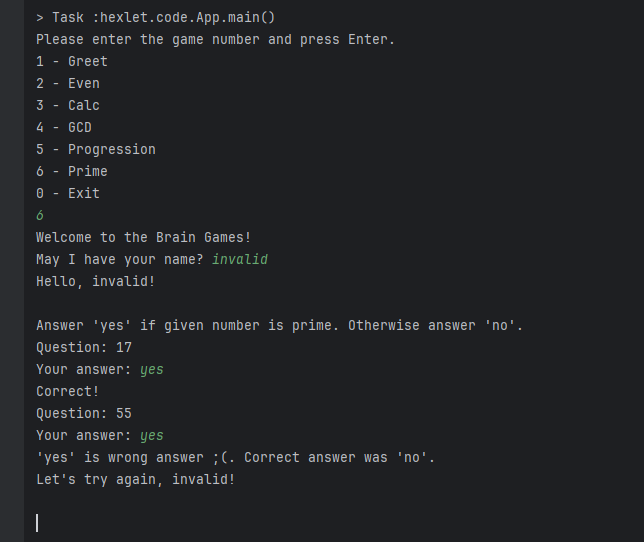 > Task :hexlet.code.App.main()
Please enter the game number and press Enter.
1 - Greet
2 - Even
3 - Calc
4 - GCD
5 - Progression
6 - Prime
0 - Exit
6
Welcome to the Brain Games!
May I have your name? invalid
Hello, invalid!
Answer 'yes' if given number is prime. Otherwise answer 'no'.
Question: 17
Your answer: yes
Correct!
Question: 55
Your answer: yes
'yes' is wrong answer ;(. Correct answer was 'no'.
Let's try again, invalid!